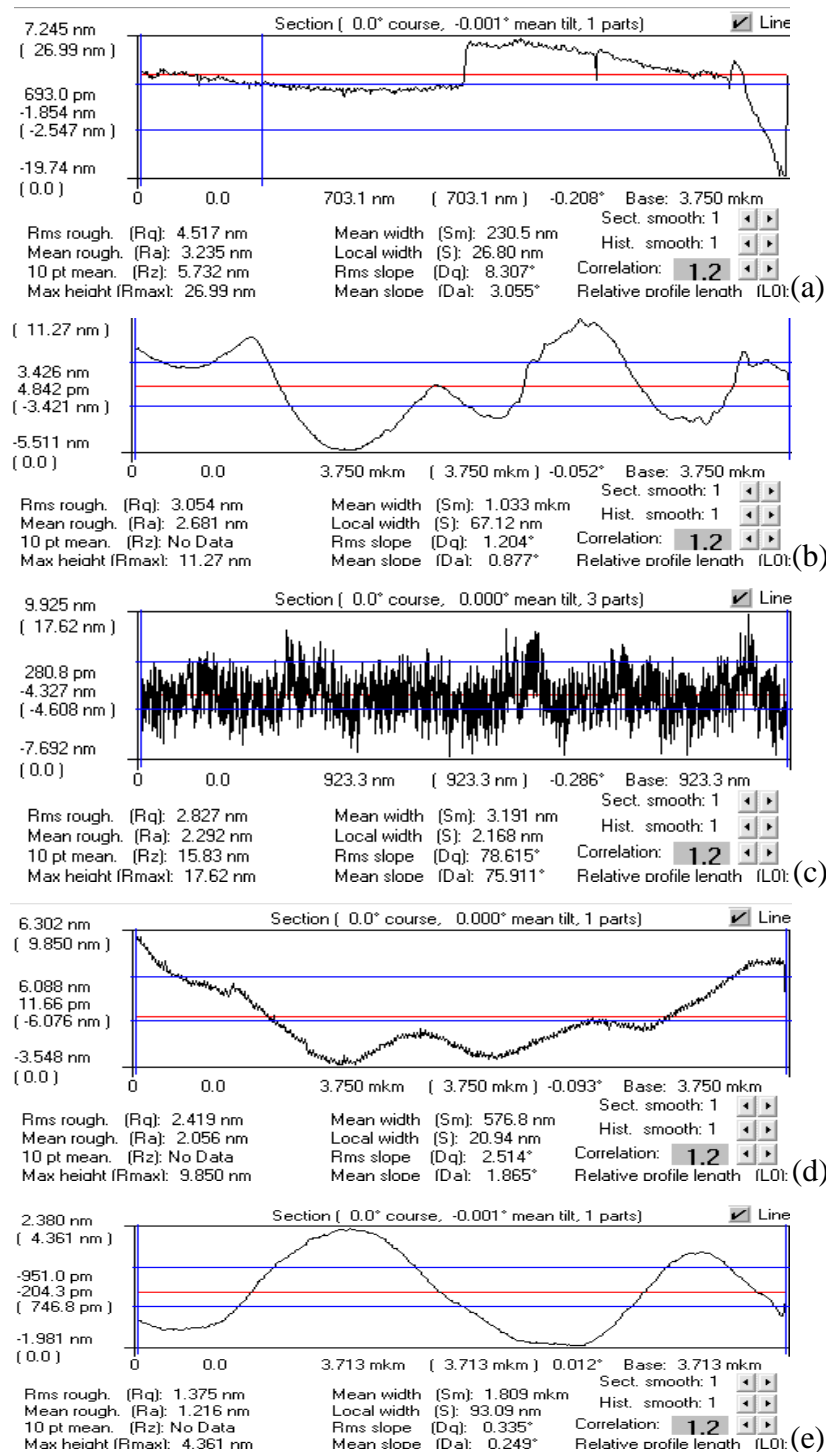 7.245 nm Section ( 0.0° course, -0.001° mean tilt, 1 parts) Line
( 26.99 nm )
693.0 pm
-1.854 nm
(-2.547 nm )
-19.74 nm
( 0.0 )
0 0.0 703.1 nm ( 703.1 nm ) -0.208° Base: 3.750 mkm
Sect. smooth: 1
Rms rough. (Rq): 4.517 nm Mean width (Sm): 230.5 nm Hist. smooth: 1
Mean rough. (Ra): 3.235 nm Local width (S): 26.80 nm
10 pt mean. (Rz): 5.732 nm Rms slope (Dq): 8.307° Correlation: 1.2
Max height (Rmax): 26.99 nm Mean slope (Da): 3.055° Relative profile length (L0): (a)
( 11.27 nm )
3.426 nm
4.842 pm
(-3.421 nm )
-5.511 nm
( 0.0 )
0 0.0 3.750 mkm ( 3.750 mkm ) -0.052° Base: 3.750 mkm
Sect. smooth: 1
Rms rough. (Rq): 3.054 nm Mean width (Sm): 1.033 mkm Hist. smooth: 1
Mean rough. (Ra): 2.681 nm Local width (S): 67.12 nm
10 pt mean. (Rz): No Data Rms slope (Dq): 1.204° Correlation: 1.2
Max height (Rmax): 11.27 nm Mean slope (Da): 0.877° Relative profile length (L0): (b)
9.925 nm Section ( 0.0° course, 0.000° mean tilt, 3 parts) Line
( 17.62 nm )
280.8 pm
-4.327 nm
(-4.608 nm )
-7.692 nm
( 0.0 )
0 0.0 923.3 nm ( 923.3 nm ) -0.286° Base: 923.3 nm
Sect. smooth: 1
Rms rough. (Rq): 2.827 nm Mean width (Sm): 3.191 nm Hist. smooth: 1
Mean rough. (Ra): 2.292 nm Local width (S): 2.168 nm
10 pt mean. (Rz): 15.83 nm Rms slope (Dq): 78.615° Correlation: 1.2
Max height (Rmax): 17.62 nm Mean slope (Da): 75.911° Relative profile length (L0): (c)
6.302 nm Section ( 0.0° course, 0.000° mean tilt, 1 parts) Line
( 9.850 nm )
6.088 nm
11.66 pm
(-6.076 nm )
-3.548 nm
( 0.0 )
0 0.0 3.750 mkm ( 3.750 mkm ) -0.093° Base: 3.750 mkm
Sect. smooth: 1
Rms rough. (Rq): 2.419 nm Mean width (Sm): 576.8 nm Hist. smooth: 1
Mean rough. (Ra): 2.056 nm Local width (S): 20.94 nm
10 pt mean. (Rz): No Data Rms slope (Dq): 2.514° Correlation: 1.2
Max height (Rmax): 9.850 nm Mean slope (Da): 1.865° Relative profile length (L0): (d)
2.380 nm Section ( 0.0° course, -0.001° mean tilt, 1 parts) Line
( 4.361 nm )
-951.0 pm
-204.3 pm
( 746.8 pm )
-1.981 nm
( 0.0 )
0 0.0 3.713 mkm ( 3.713 mkm ) 0.012° Base: 3.713 mkm
Sect. smooth: 1
Rms rough. (Rq): 1.375 nm Mean width (Sm): 1.809 mkm Hist. smooth: 1
Mean rough. (Ra): 1.216 nm Local width (S): 93.09 nm
10 pt mean. (Rz): No Data Rms slope (Dq): 0.335° Correlation: 1.2
Max height (Rmax): 4.361 nm Mean slope (Da): 0.249° Relative profile length (L0): (e)